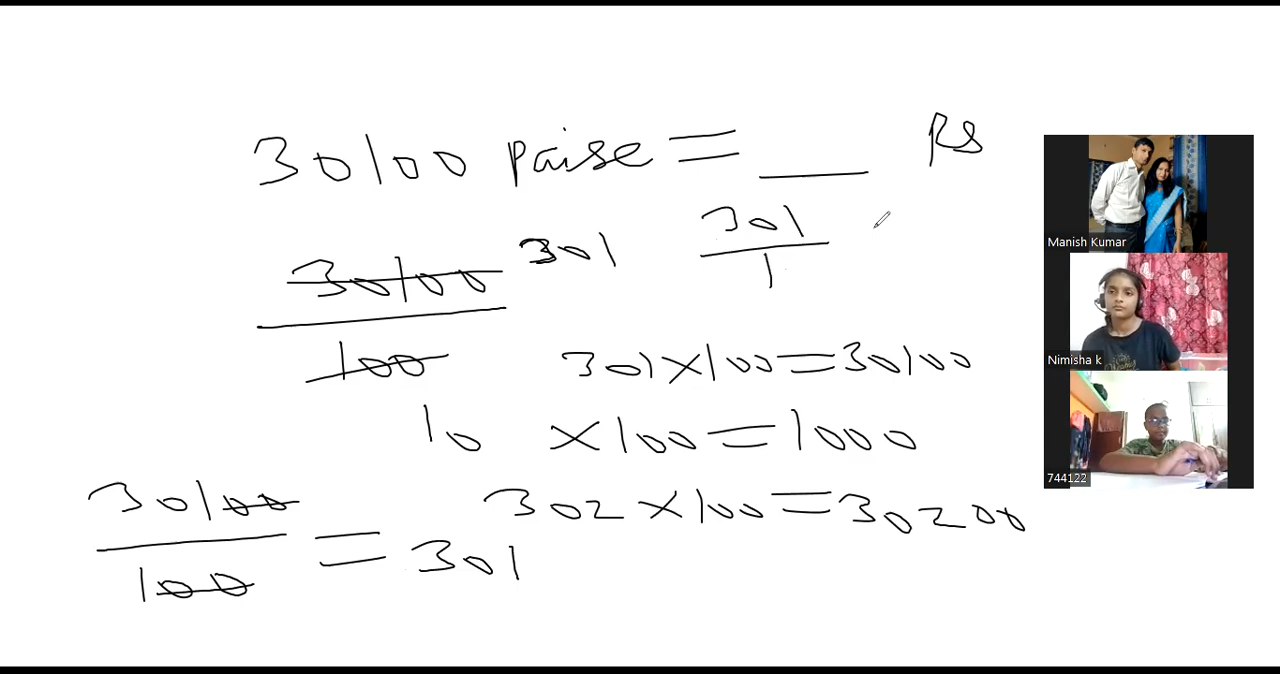 30100 paise = ___ Rs
30100 301 301
100 1
301 × 100 = 30100
10 × 100 = 1000
302 × 100 = 30200
30100
100 = 301
Manish Kumar
Nimisha k
744122